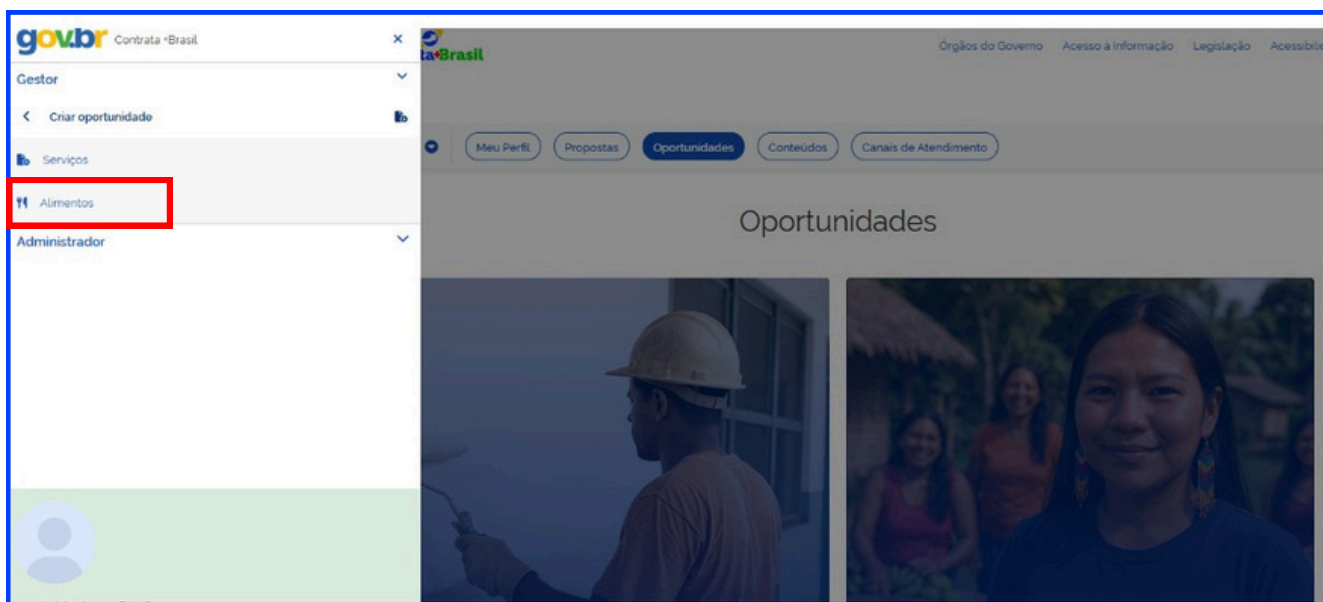 gov.br Contrata +Brasil ×
Gestor
Criar oportunidade
Serviços
Alimentos
Administrador
ta+Brasil
Órgãos do Governo Acesso à Informação Legislação
Meu Perfil Propostas Oportunidades Conteúdos Canais de Atendimento
Oportunidades